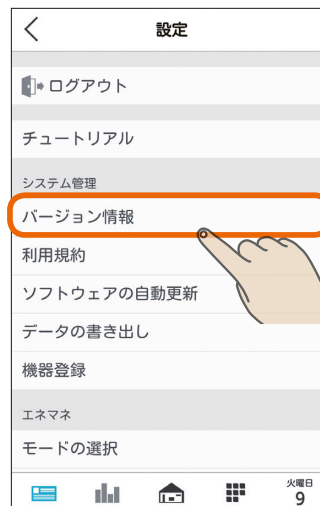 設定
ログアウト
チュートリアル
システム管理
バージョン情報
利用規約
ソフトウェアの自動更新
データの書き出し
機器登録
エネマネ
モードの選択
火曜日
9